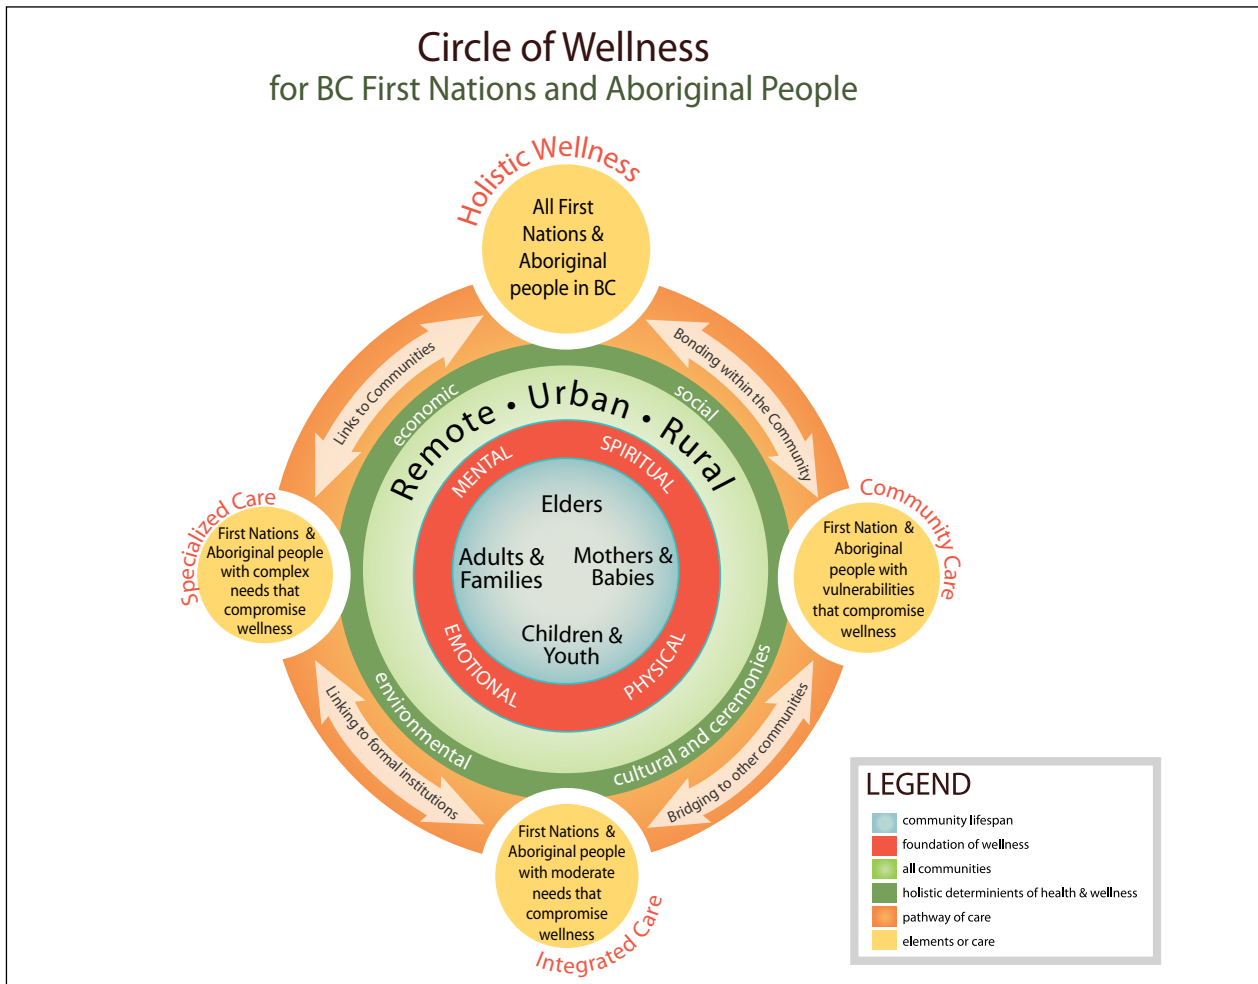 Circle of Wellness
for BC First Nations and Aboriginal People
Holistic Wellness
All First
Nations &
Aboriginal
people in BC
Links to Communities
Bonding within the Community
economic
social
Remote • Urban • Rural
MENTAL
SPIRITUAL
Elders
Adults &
Families
Mothers &
Babies
Children &
Youth
EMOTIONAL
PHYSICAL
environmental
cultural and ceremonies
Specialized Care
First Nations &
Aboriginal people
with complex
needs that
compromise
wellness
Community Care
First Nation &
Aboriginal
people with
vulnerabilities
that compromise
wellness
Linking to formal institutions
Bridging to other communities
First Nations &
Aboriginal people
with moderate
needs that
compromise
wellness
Integrated Care
LEGEND
community lifespan
foundation of wellness
all communities
holistic determinients of health & wellness
pathway of care
elements or care